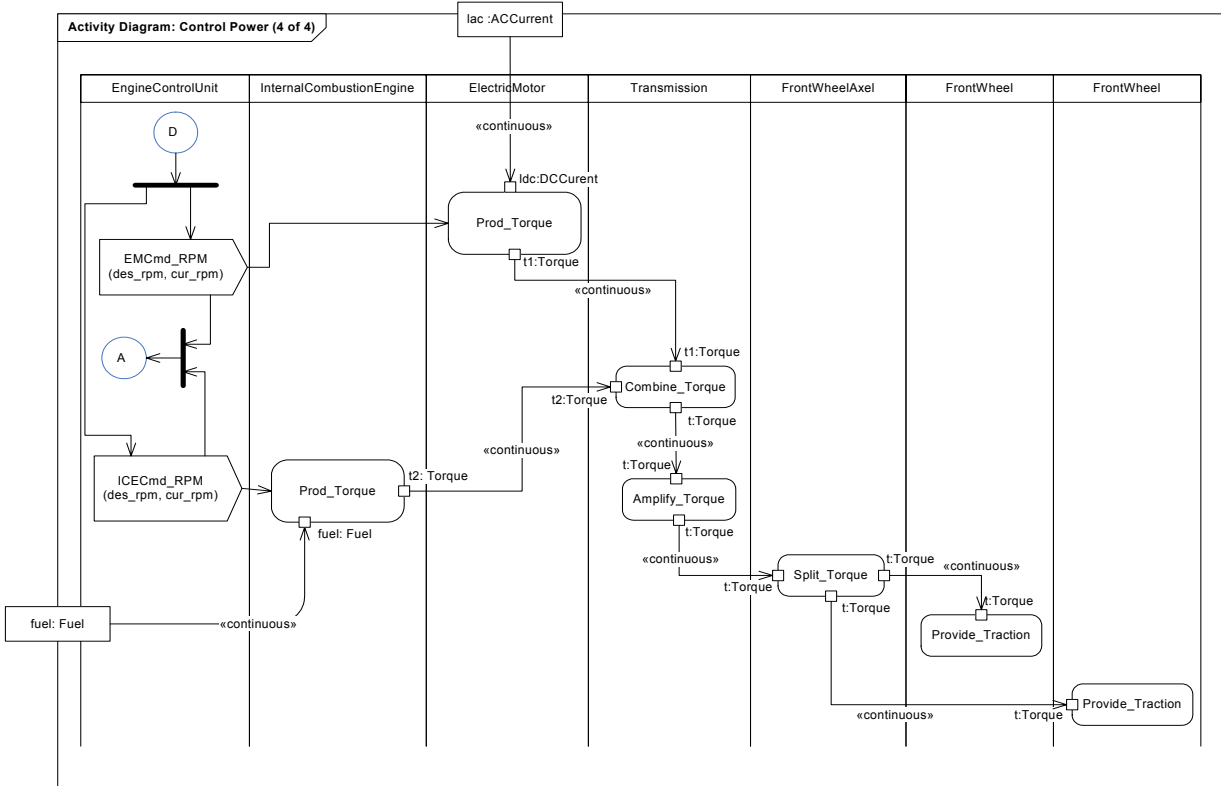 Iac :ACCurrent
Activity Diagram: Control Power (4 of 4)
EngineControlUnit
InternalCombustionEngine
ElectricMotor
Transmission
FrontWheelAxel
FrontWheel
FrontWheel
«continuous»
D
Idc:DCCurent
Prod_Torque
EMCmd_RPM
(des_rpm, cur_rpm)
t1:Torque
«continuous»
A
t1:Torque
Combine_Torque
t2:Torque
t:Torque
«continuous»
«continuous»
t:Torque
t2: Torque
ICECmd_RPM
(des_rpm, cur_rpm)
Prod_Torque
Amplify_Torque
fuel: Fuel
t:Torque
«continuous»
t:Torque
«continuous»
Split_Torque
t:Torque
t:Torque
t:Torque
fuel: Fuel
«continuous»
Provide_Traction
Provide_Traction
«continuous»
t:Torque